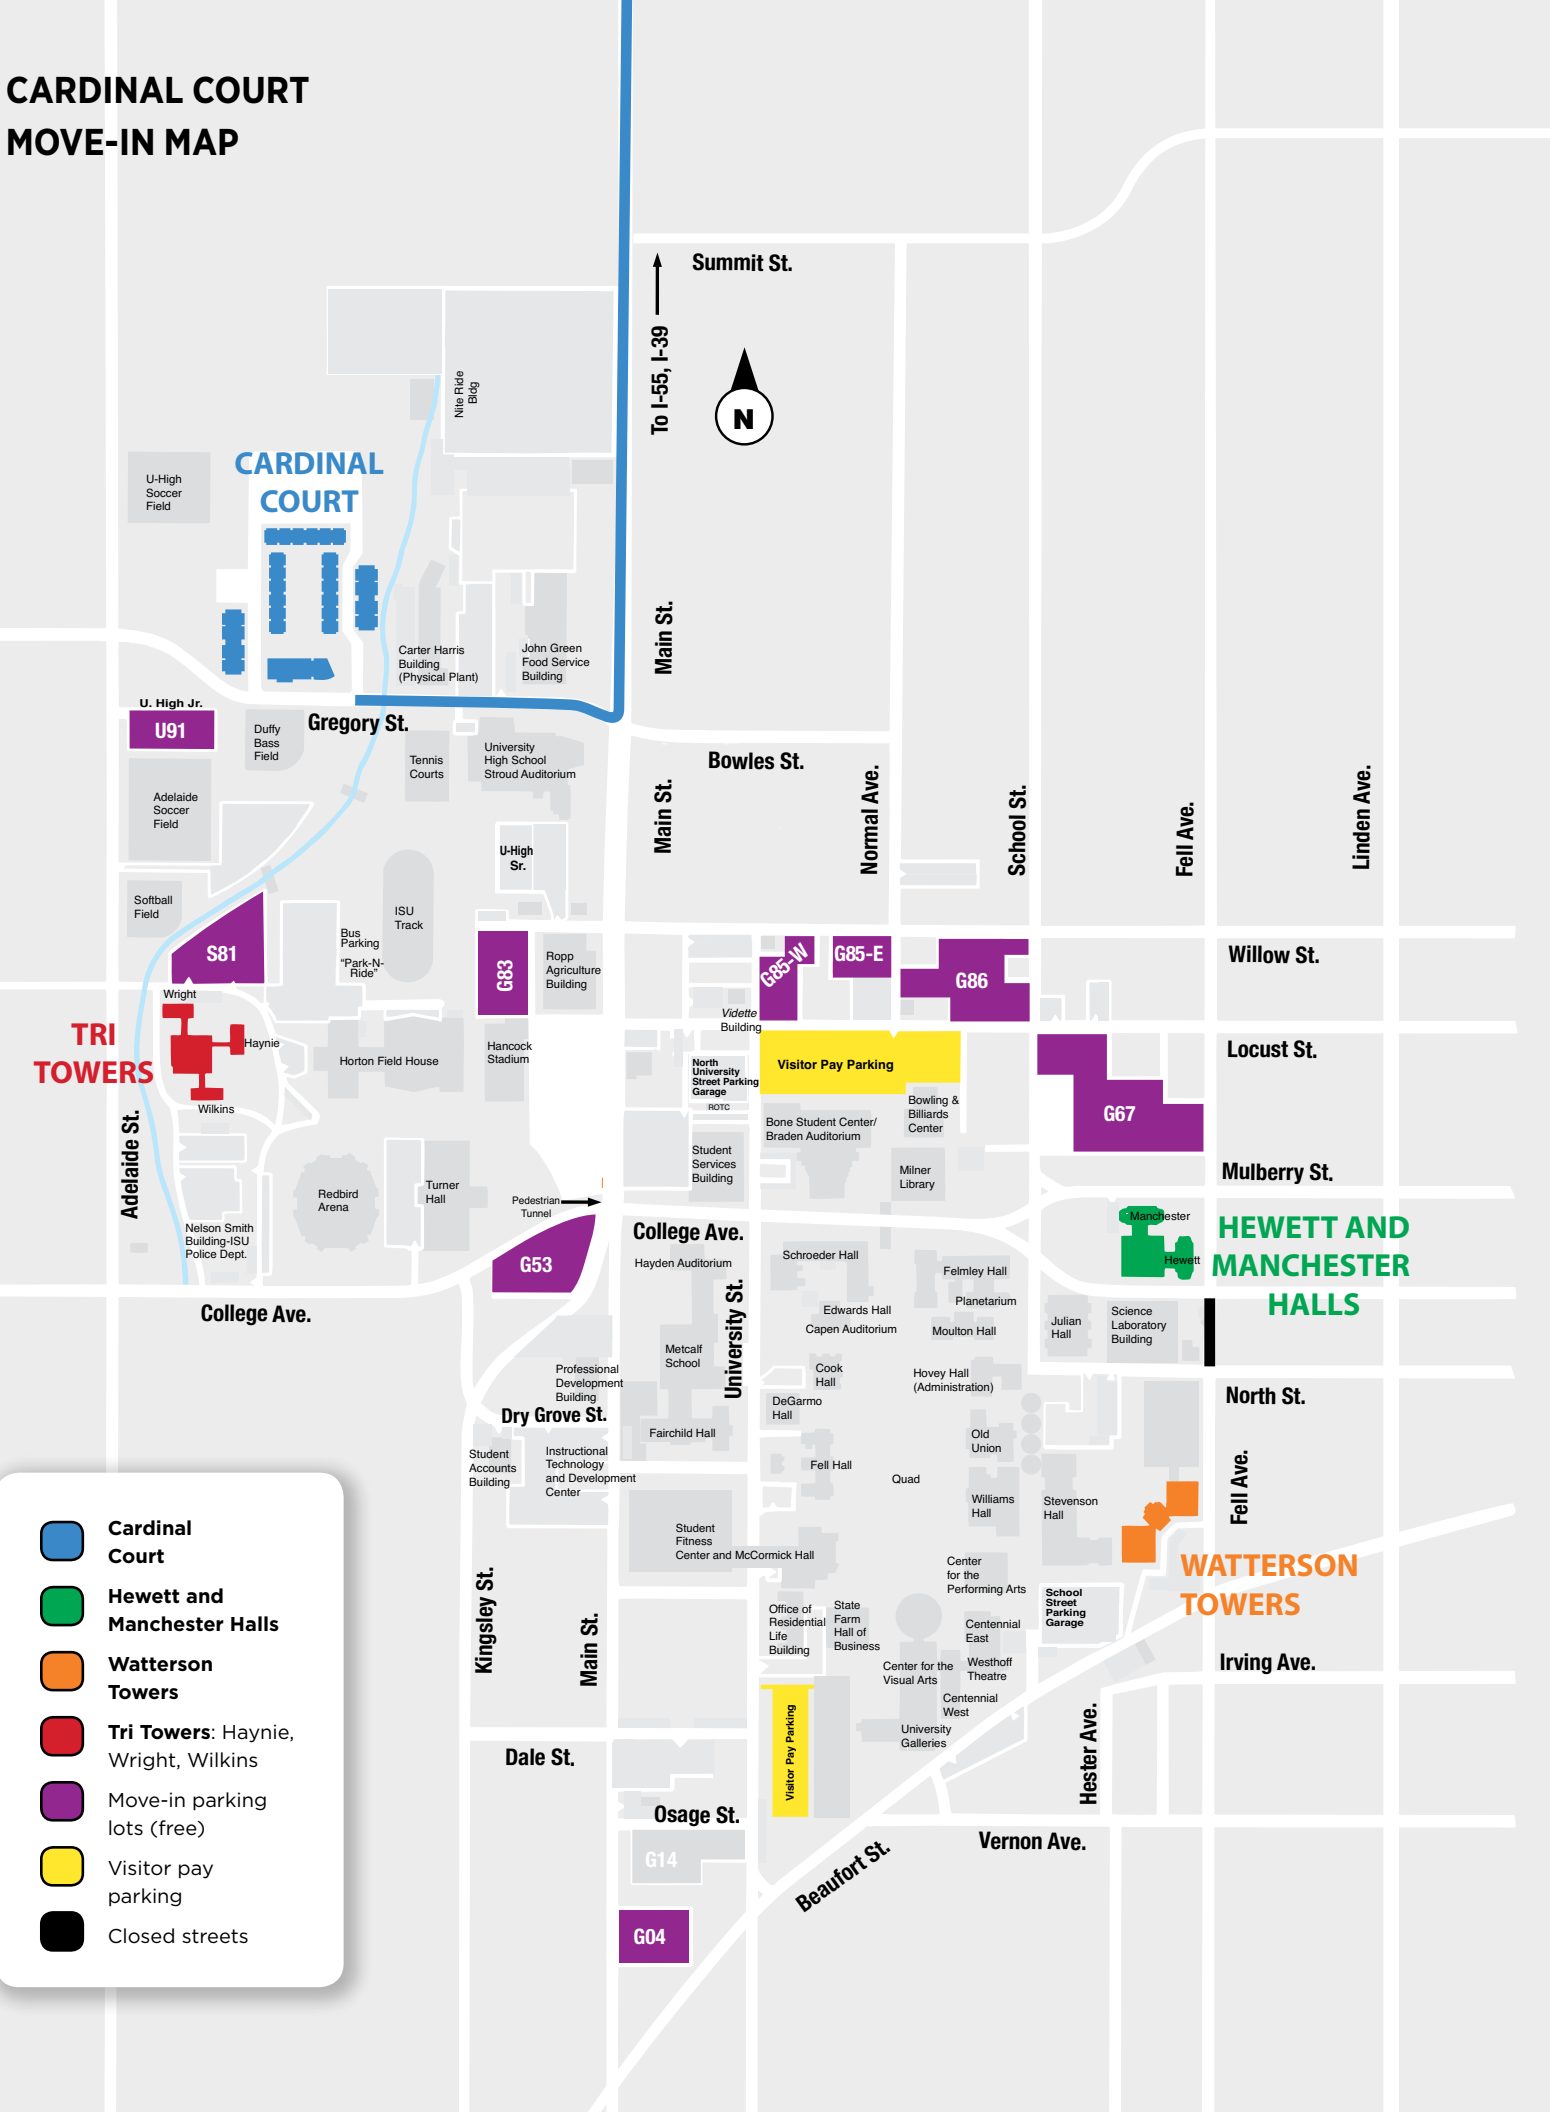 CARDINAL COURT
MOVE-IN MAP
Summit St.
To I-55, I-39
N
Nite Ride
Bldg
CARDINAL
COURT
U-High
Soccer
Field
Main St.
Carter Harris
Building
(Physical Plant)
John Green
Food Service
Building
U. High Jr.
U91
Gregory St.
Duffy
Bass
Field
Tennis
Courts
University
High School
Stroud Auditorium
Bowles St.
Main St.
Normal Ave.
School St.
Fell Ave.
Linden Ave.
Adelaide
Soccer
Field
U-High
Sr.
Softball
Field
ISU
Track
Bus
Parking
"Park-N-
Ride"
S81
G83
Ropp
Agriculture
Building
G85-W
G85-E
G86
Willow St.
Wright
Haynie
Wilkins
TRI
TOWERS
Horton Field House
Hancock
Stadium
Vidette
Building
North
University
Street Parking
Garage
ROTC
Visitor Pay Parking
Locust St.
Bowling &
Billiards
Center
G67
Bone Student Center/
Braden Auditorium
Student
Services
Building
Milner
Library
Mulberry St.
Adelaide St.
Redbird
Arena
Turner
Hall
Pedestrian
Tunnel
Nelson Smith
Building-ISU
Police Dept.
College Ave.
Manchester
Hewett
HEWETT AND
MANCHESTER
HALLS
G53
Hayden Auditorium
Schroeder Hall
Felmley Hall
Planetarium
Edwards Hall
Capen Auditorium
Moulton Hall
Julian
Hall
Science
Laboratory
Building
College Ave.
University St.
Metcalf
School
Professional
Development
Building
Cook
Hall
Hovey Hall
(Administration)
DeGarmo
Hall
North St.
Dry Grove St.
Fairchild Hall
Old
Union
Student
Accounts
Building
Instructional
Technology
and Development
Center
Fell Hall
Quad
Williams
Hall
Stevenson
Hall
Fell Ave.
Student
Fitness
Center and McCormick Hall
Center
for the
Performing Arts
WATTERSON
TOWERS
School
Street
Parking
Garage
Kingsley St.
Main St.
Office of
Residential
Life
Building
State
Farm
Hall of
Business
Centennial
East
Center for the
Visual Arts
Westhoff
Theatre
Centennial
West
University
Galleries
Irving Ave.
Hester Ave.
Dale St.
Visitor Pay Parking
Osage St.
G14
Vernon Ave.
Beaufort St.
G04
Cardinal
Court
Hewett and
Manchester Halls
Watterson
Towers
Tri Towers: Haynie,
Wright, Wilkins
Move-in parking
lots (free)
Visitor pay
parking
Closed streets